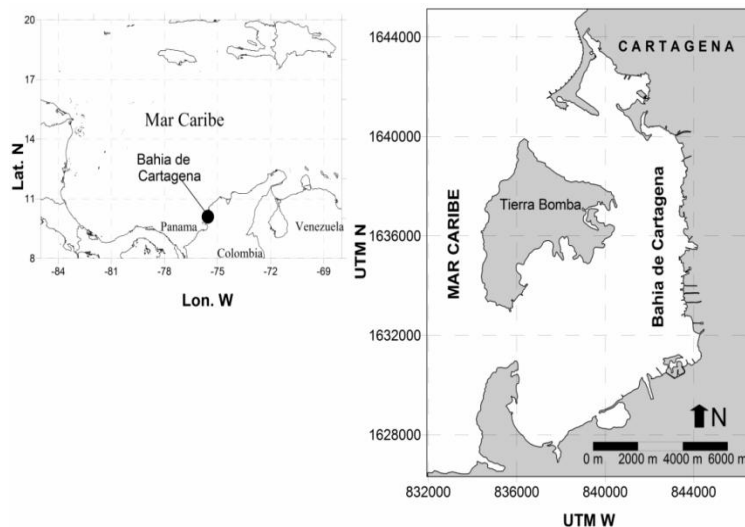 20
17
14
11
8
Lat. N
Mar Caribe
Bahia de
Cartagena
Panama
Colombia
Venezuela
-84
-81
-78
-75
-72
-69
Lon. W
1644000
1640000
1636000
1632000
1628000
UTM N
CARTAGENA
MAR CARIBE
Tierra Bomba
Bahia de Cartagena
N
0 m
2000 m
4000 m
6000 m
832000
836000
840000
844000
UTM W